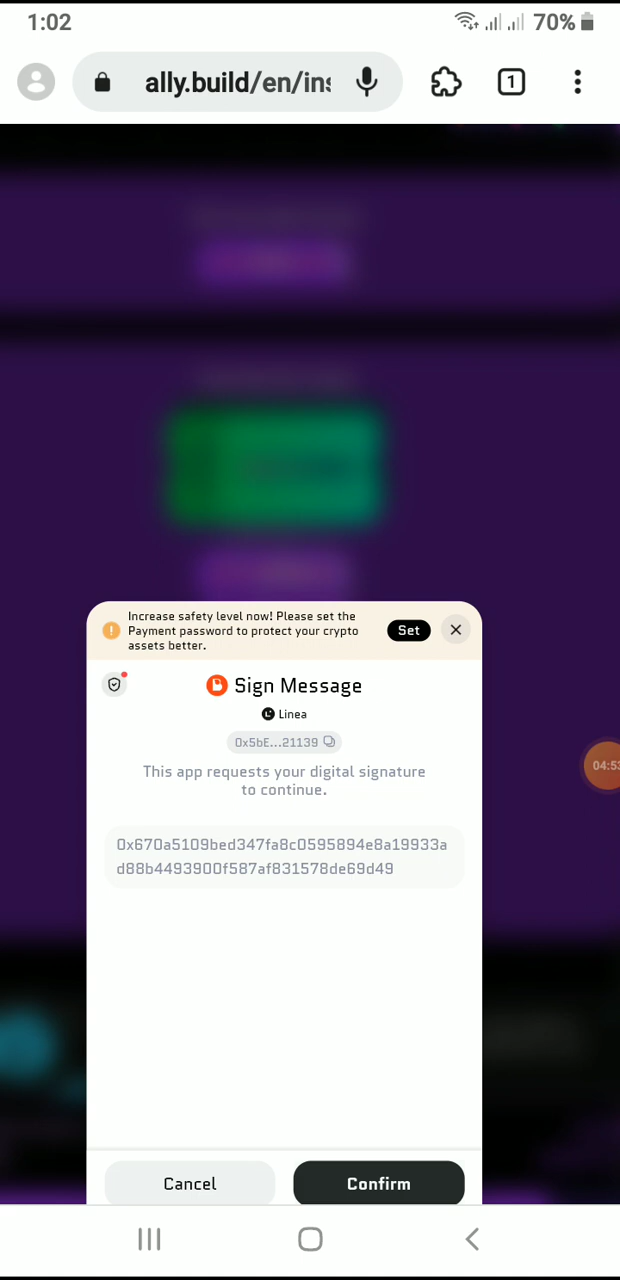 1:02
70%
ally.build/en/ins
1
Increase safety level now! Please set the
Payment password to protect your crypto
assets better.
Set
Sign Message
Linea
0x5bE...21139
This app requests your digital signature
to continue.
0x670a5109bed347fa8c0595894e8a19933a
d88b4493900f587af831578de69d49
04:53
Cancel
Confirm